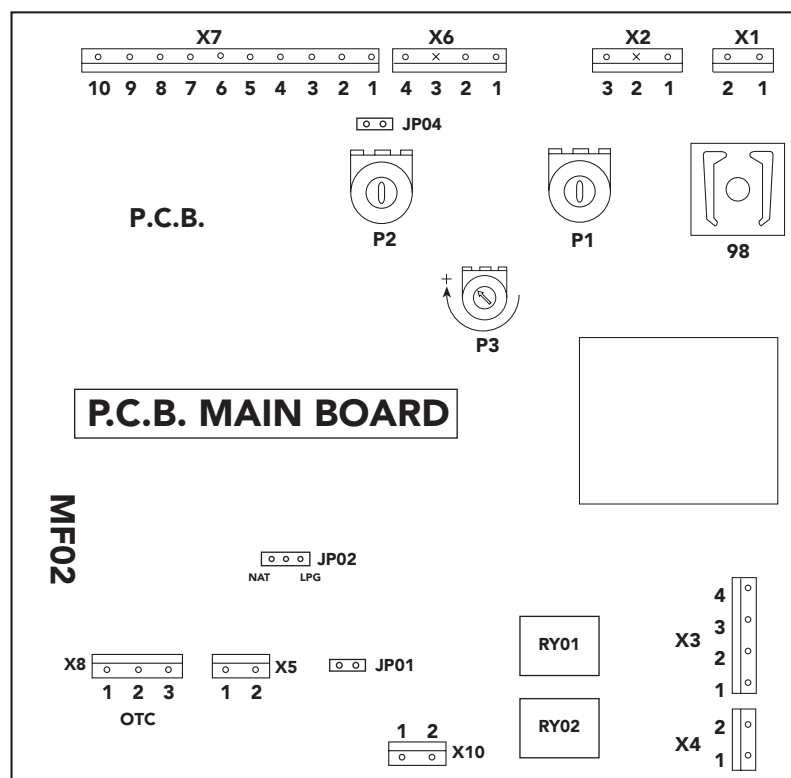 X7 X6 X2 X1
10 9 8 7 6 5 4 3 2 1 4 3 2 1 3 2 1 2 1
JP04
P.C.B.
P2 P1 98
+
P3
P.C.B. MAIN BOARD
MF02
JP02
NAT LPG
4
3
X3
2
1
RY01
X8 X5 JP01
1 2 3 1 2
OTC
RY02
2
X4
1
1 2
X10